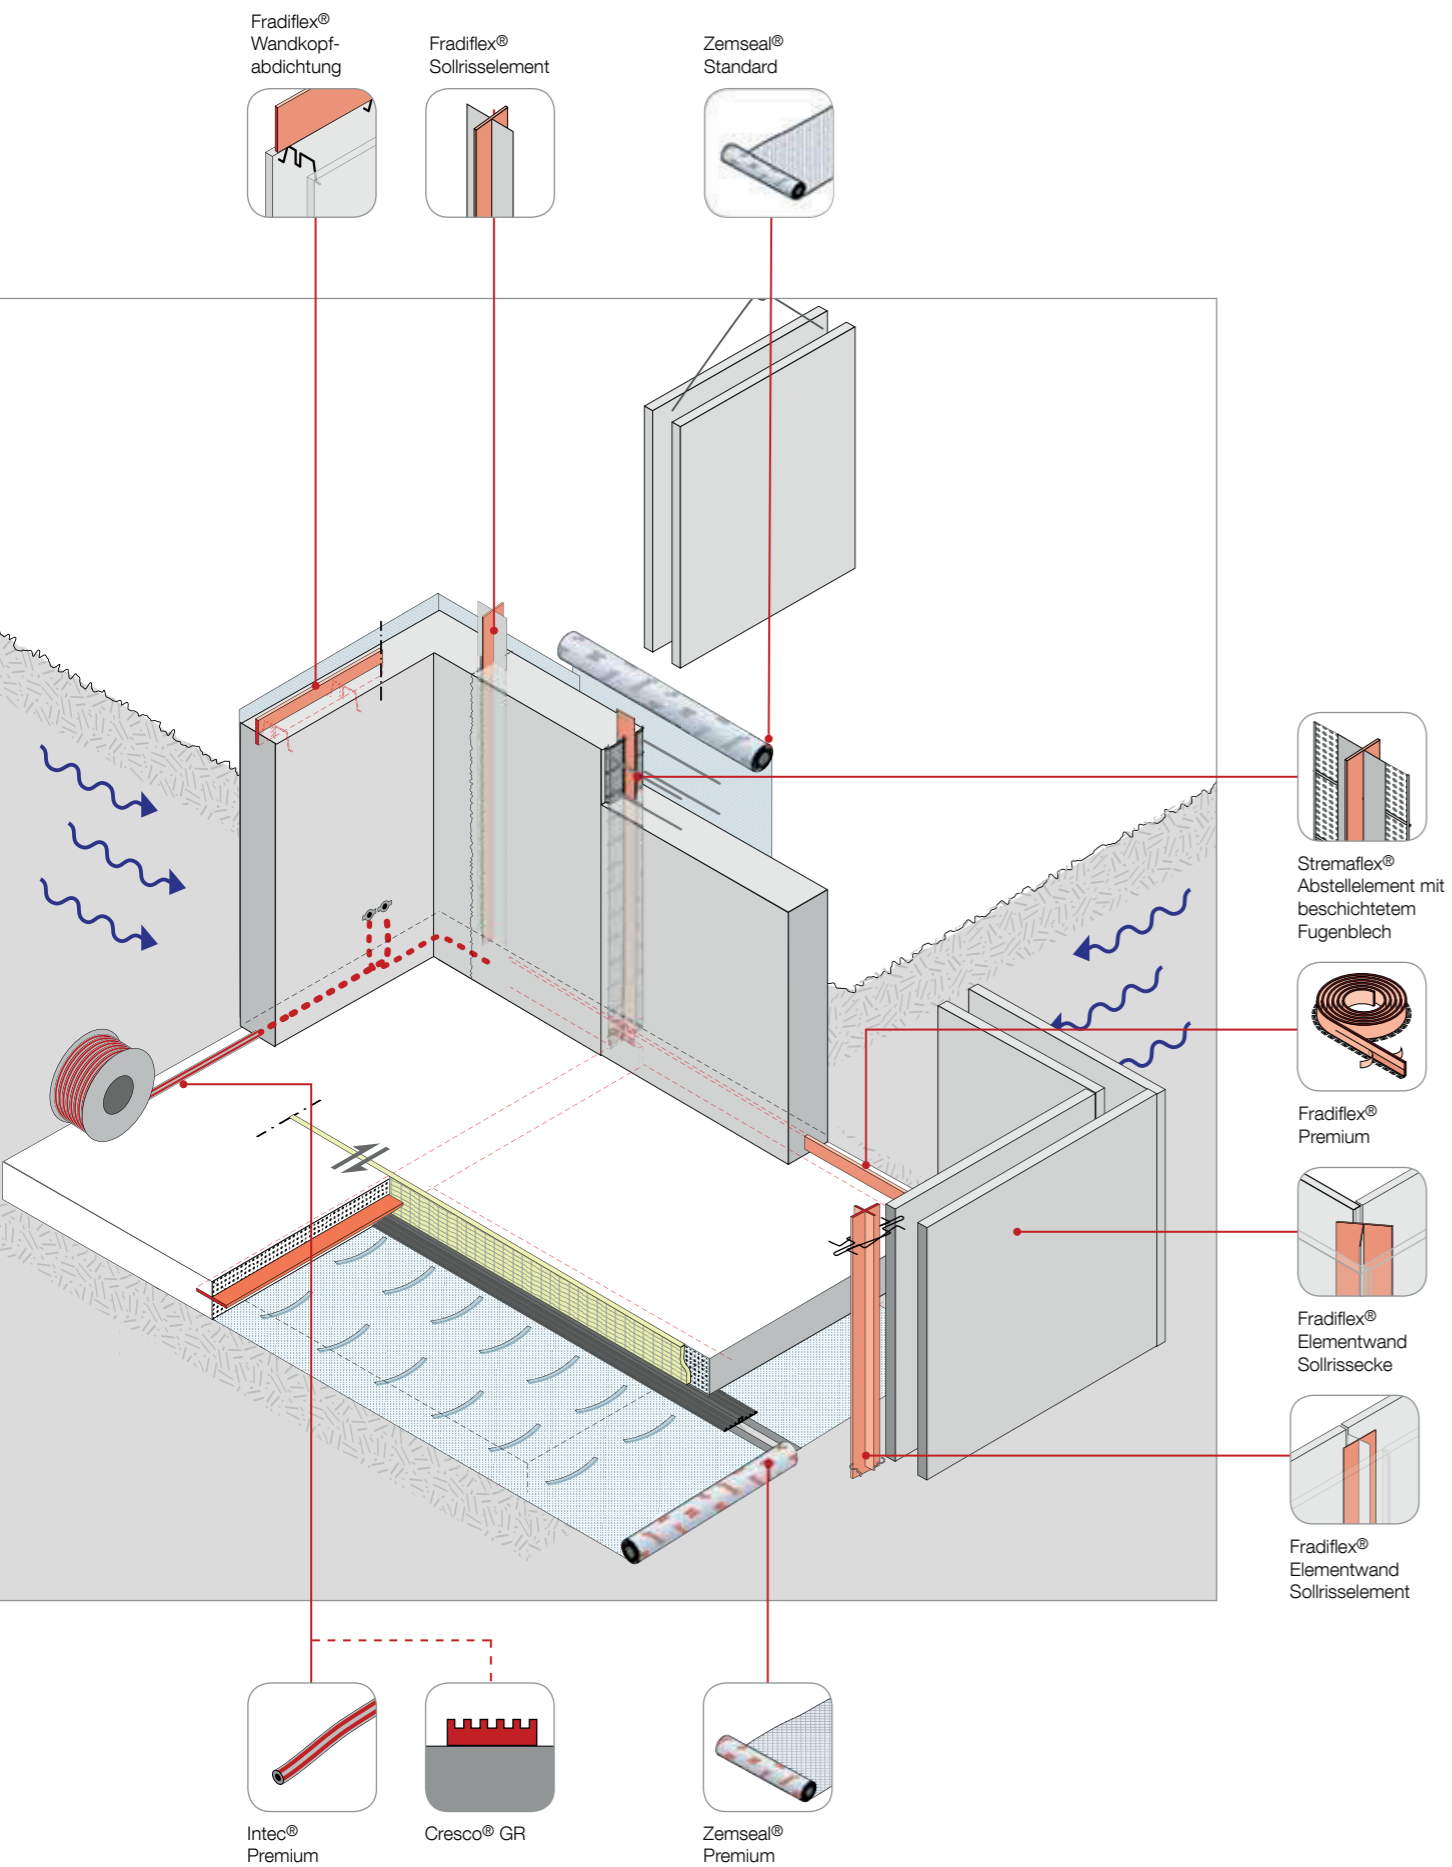 Fradiflex®
Wandkopf-
abdichtung
Fradiflex®
Sollrisselement
Zemseal®
Standard
Stremaflex®
Abstellelement mit
beschichtetem
Fugenblech
Fradiflex®
Premium
Fradiflex®
Elementwand
Sollrissecke
Fradiflex®
Elementwand
Sollrisselement
Intec®
Premium
Cresco® GR
Zemseal®
Premium